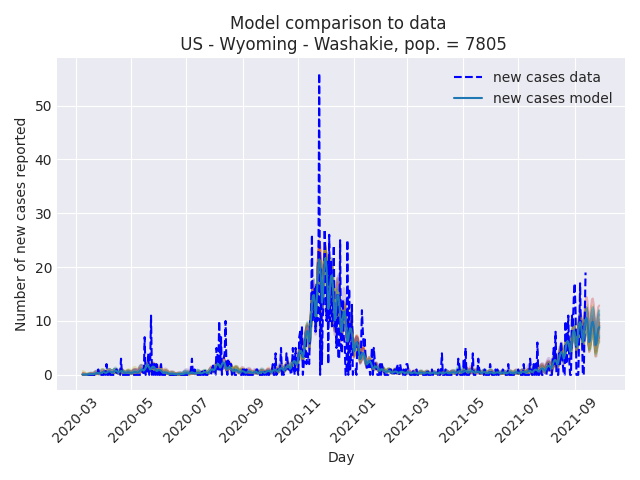 Model comparison to data
US - Wyoming - Washakie, pop. = 7805
new cases data
new cases model
Number of new cases reported
50
40
30
20
10
0
2020-03
2020-05
2020-07
2020-09
2020-11
2021-01
2021-03
2021-05
2021-07
2021-09
Day